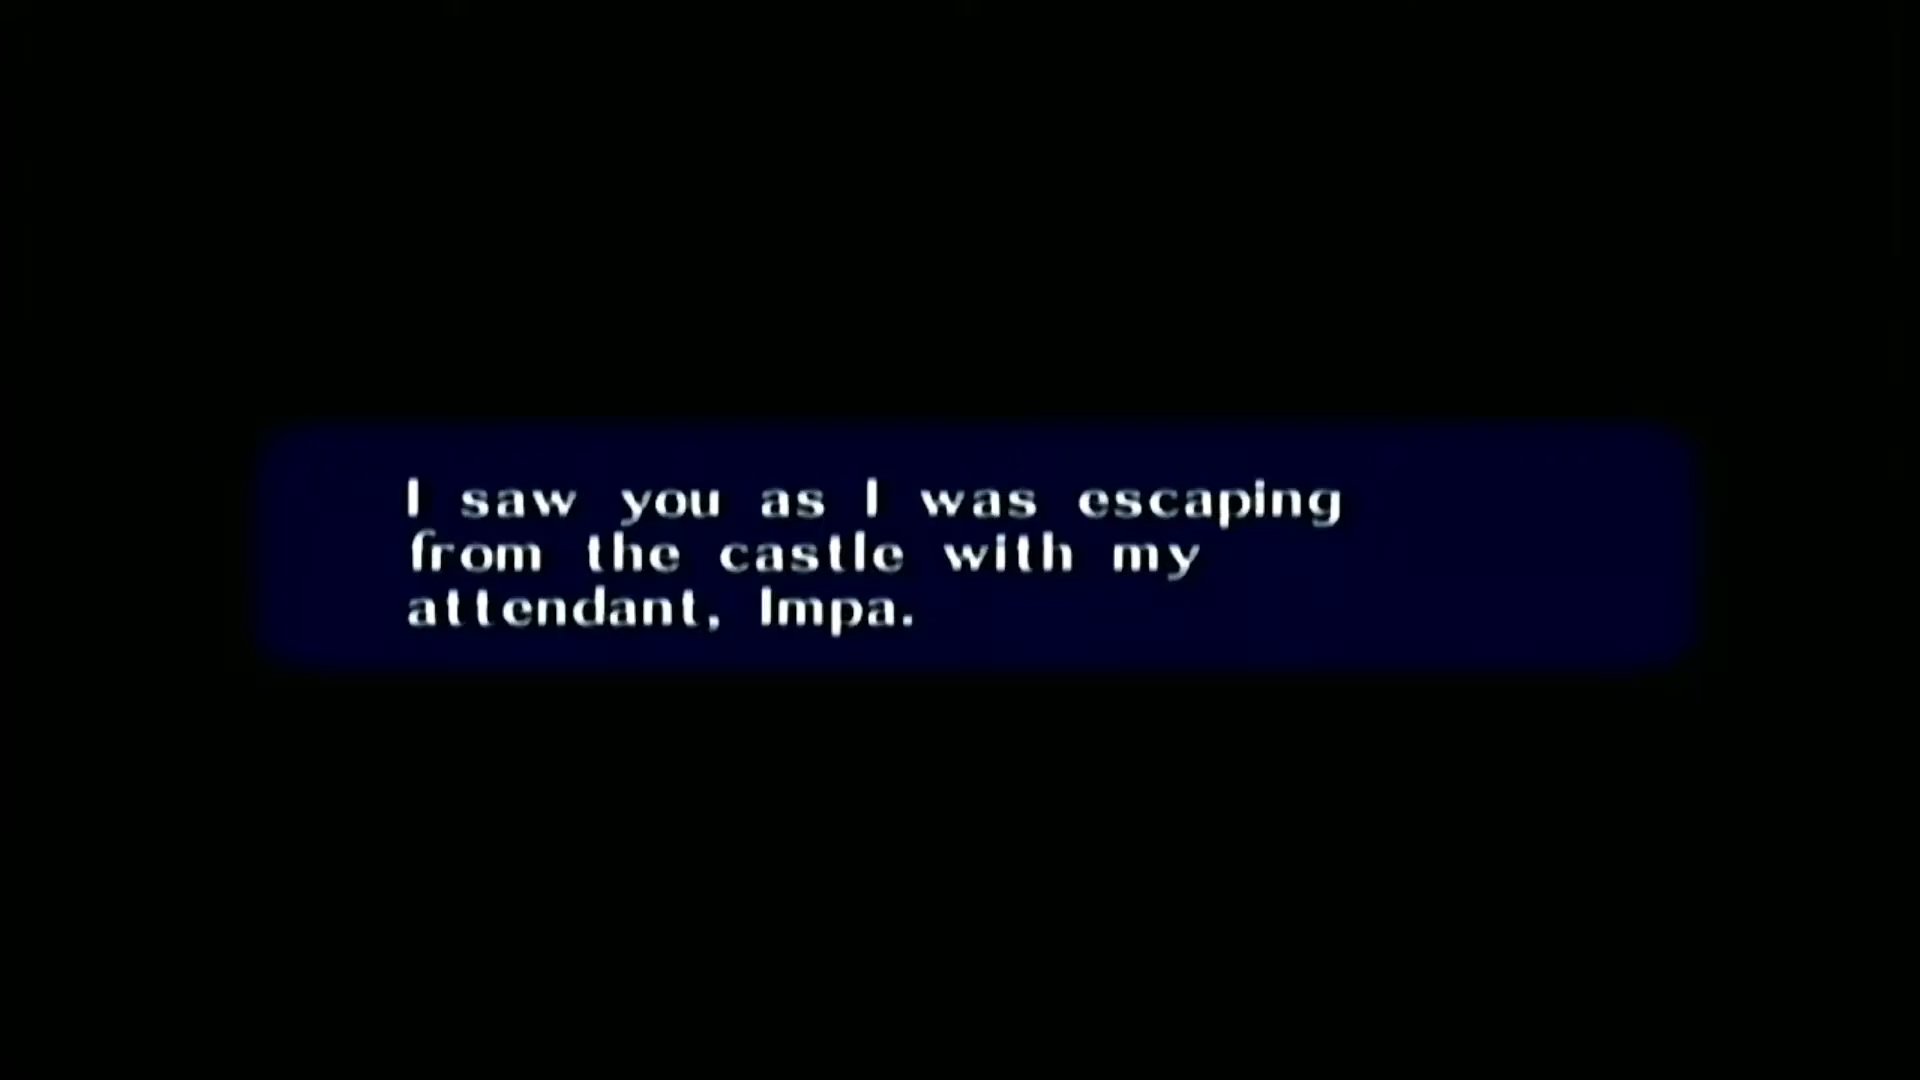 I saw you as I was escaping
from the castle with my
attendant, Impa.